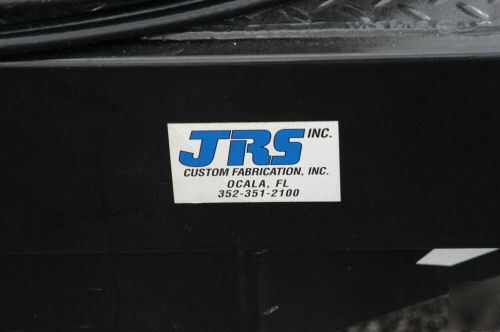 JRS INC.
CUSTOM FABRICATION, INC.
OCALA, FL
352-351-2100